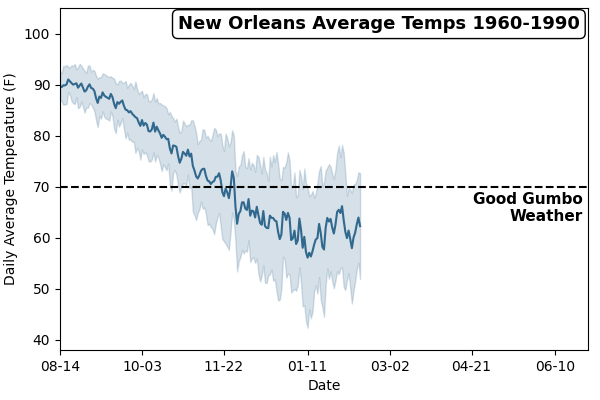 New Orleans Average Temps 1960-1990
Daily Average Temperature (F)
100
90
80
70
60
50
40
Good Gumbo
Weather
08-14
10-03
11-22
01-11
03-02
04-21
06-10
Date